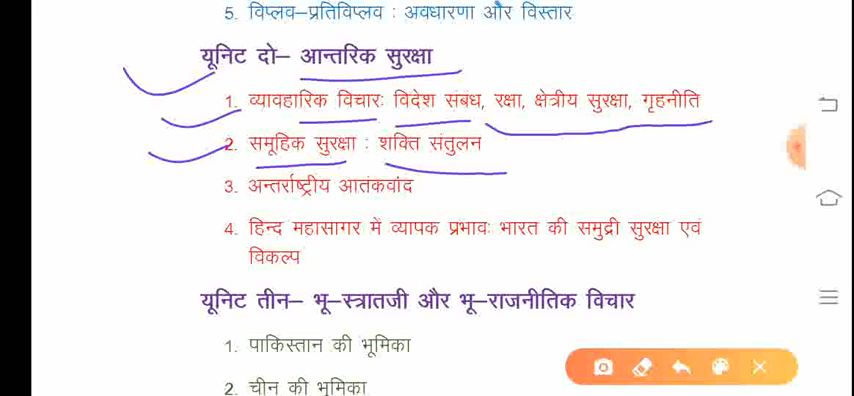 5. विप्लव–प्रतिविप्लव : अवधारणा और विस्तार
यूनिट दो– आन्तरिक सुरक्षा
1. व्यावहारिक विचारः विदेश संबंध, रक्षा, क्षेत्रीय सुरक्षा, गृहनीति
2. समूहिक सुरक्षा : शक्ति संतुलन
3. अन्तर्राष्ट्रीय आतंकवांद
4. हिन्द महासागर में व्यापक प्रभावः भारत की समुद्री सुरक्षा एवं
विकल्प
यूनिट तीन– भू–स्त्रातजी और भू–राजनीतिक विचार
1. पाकिस्तान की भूमिका
2. चीन की भूमिका